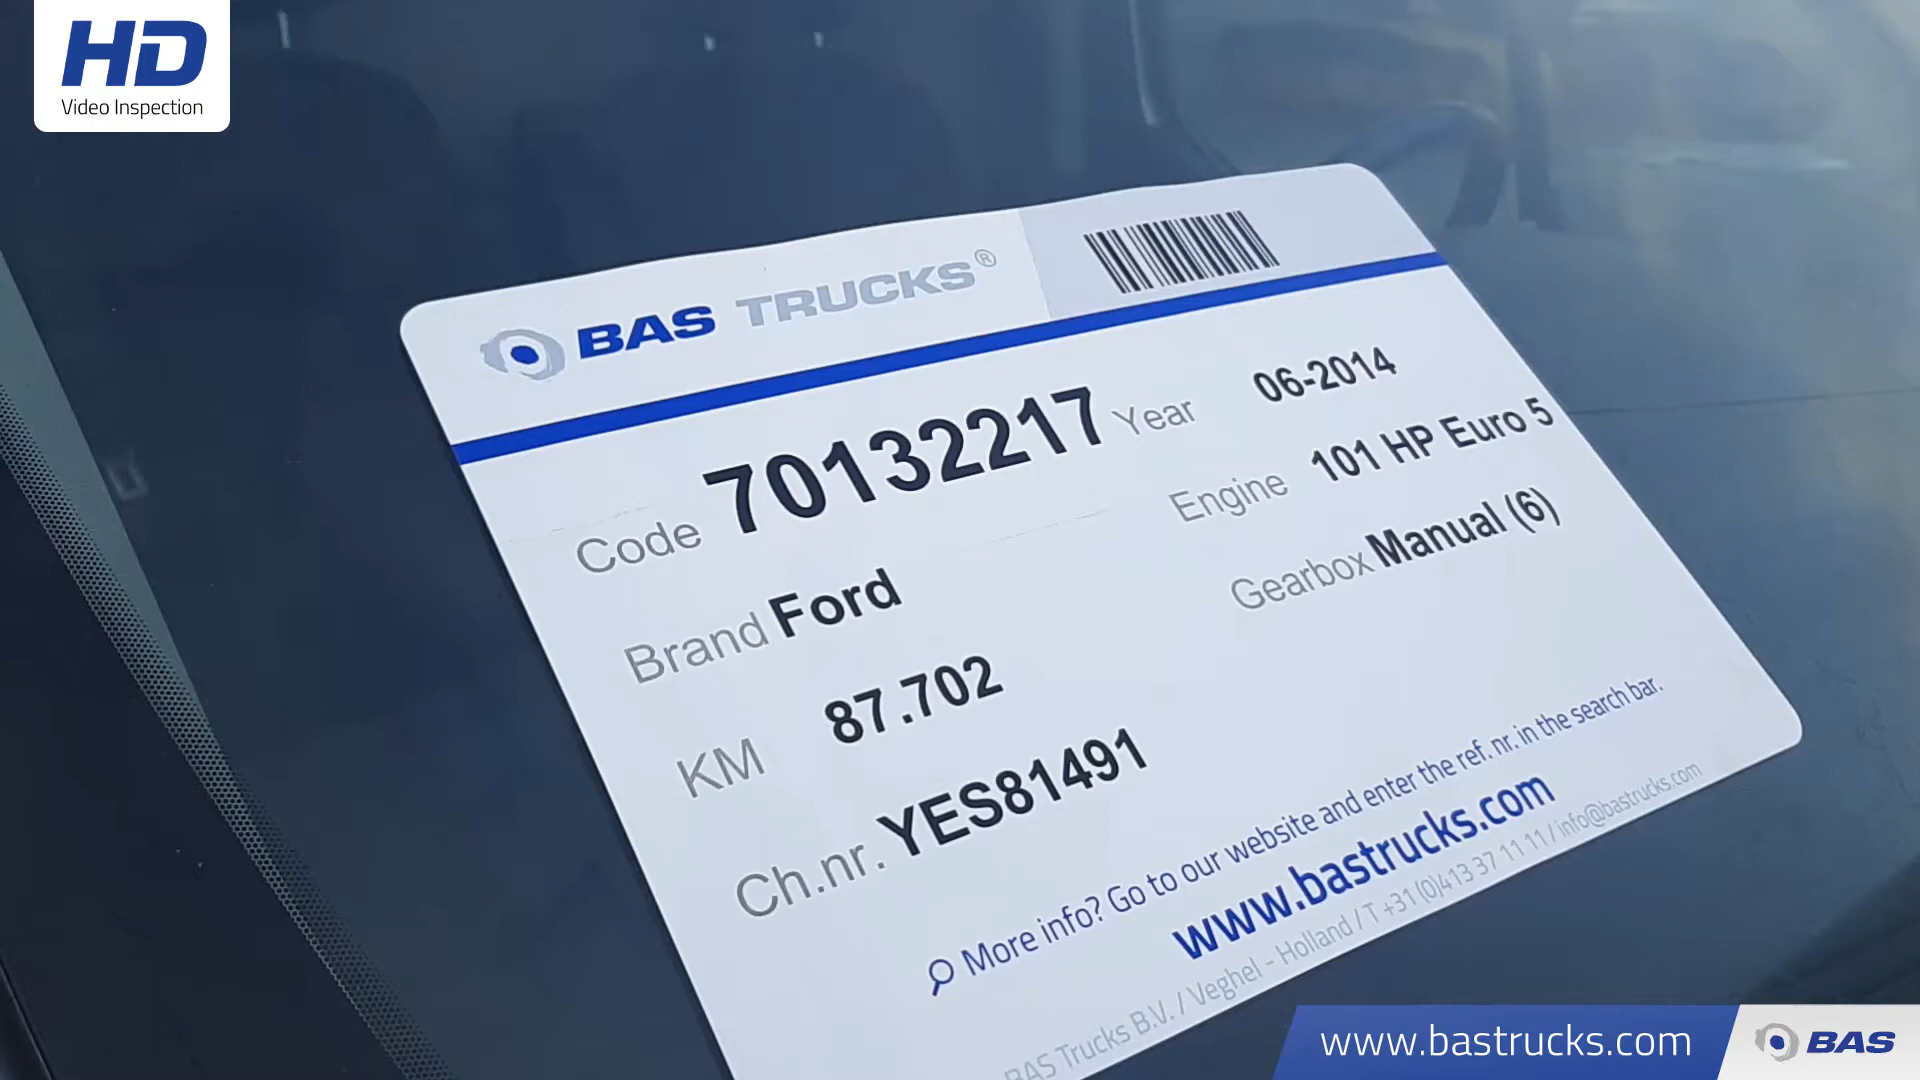 HD
Video Inspection
BAS TRUCKS®
Code 70132217
Year 06-2014
Engine 101 HP Euro 5
Gearbox Manual (6)
Brand Ford
KM 87.702
Ch.nr. YES81491
More info? Go to our website and enter the ref. nr. in the search bar.
www.bastrucks.com
BAS Trucks B.V. / Veghel - Holland / T +31 (0)413 37 11 11 / info@bastrucks.com
www.bastrucks.com
BAS